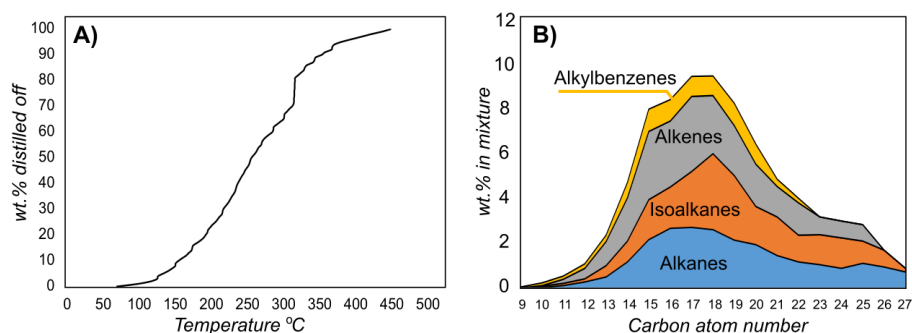 A)
wt.% distilled off
100
90
80
70
60
50
40
30
20
10
0
0 50 100 150 200 250 300 350 400 450 500
Temperature ºC
B)
wt.% in mixture
12
10
8
6
4
2
0
Alkylbenzenes
Alkenes
Isoalkanes
Alkanes
9 10 11 12 13 14 15 16 17 18 19 20 21 22 23 24 25 26 27
Carbon atom number